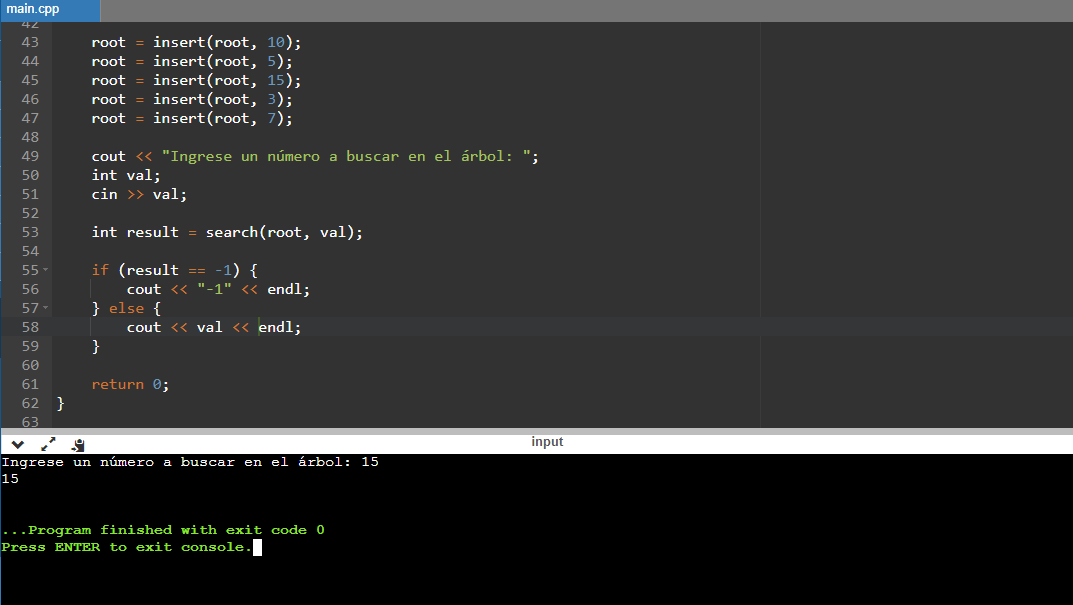 main.cpp
42
43 root = insert(root, 10);
44 root = insert(root, 5);
45 root = insert(root, 15);
46 root = insert(root, 3);
47 root = insert(root, 7);
48
49 cout << "Ingrese un número a buscar en el árbol: ";
50 int val;
51 cin >> val;
52
53 int result = search(root, val);
54
55 if (result == -1) {
56 cout << "-1" << endl;
57 } else {
58 cout << val << endl;
59 }
60
61 return 0;
62 }
63
input
Ingrese un número a buscar en el árbol: 15
15
...Program finished with exit code 0
Press ENTER to exit console.